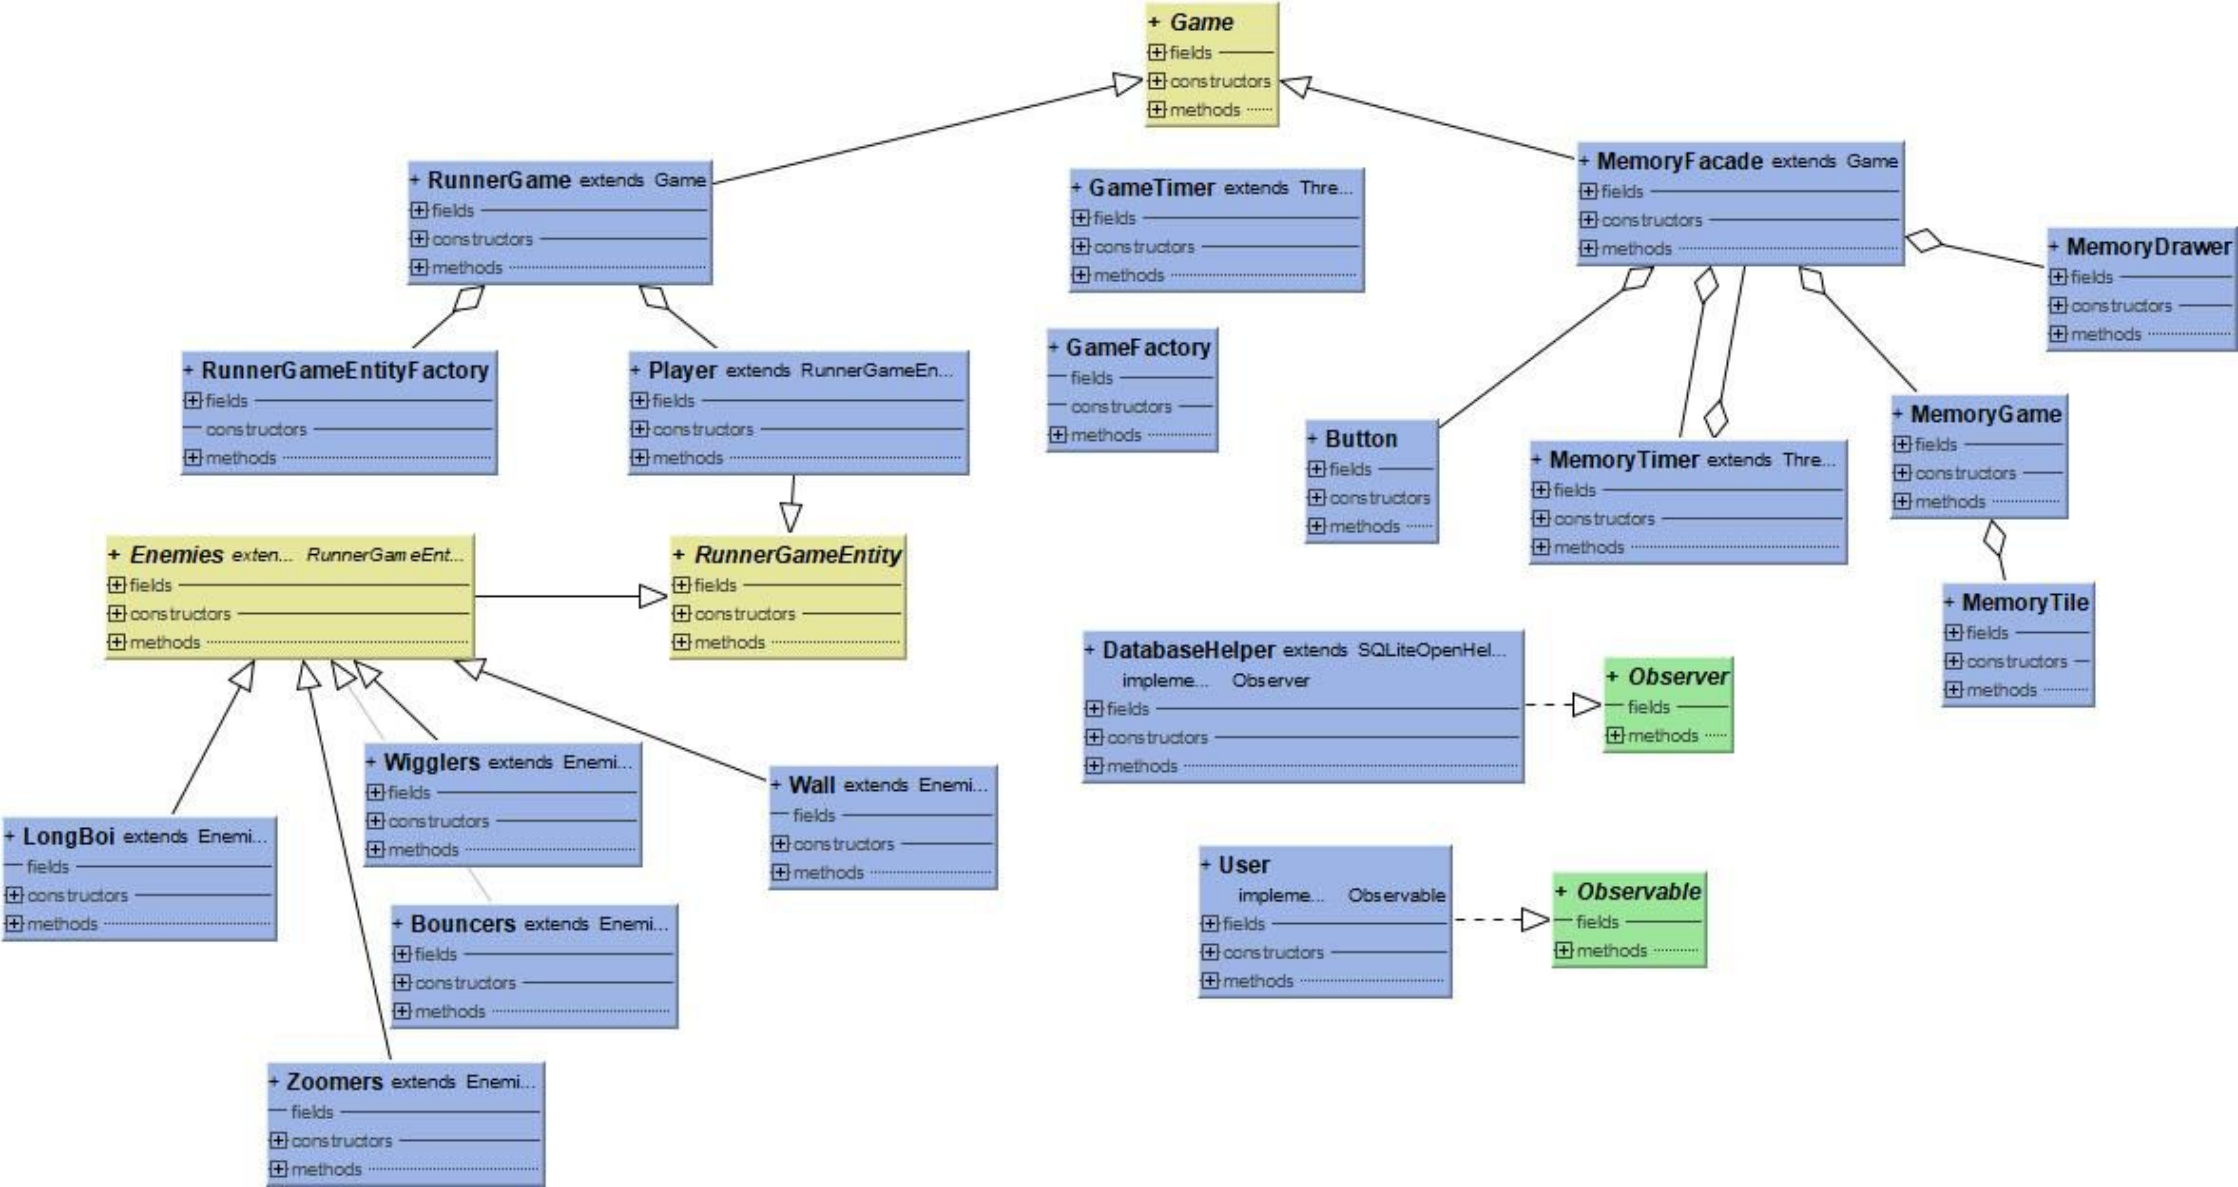 + Game
fields
constructors
methods
+ RunnerGame extends Game
fields
constructors
methods
+ GameTimer extends Thre...
fields
constructors
methods
+ MemoryFacade extends Game
fields
constructors
methods
+ MemoryDrawer
fields
constructors
methods
+ RunnerGameEntityFactory
fields
constructors
methods
+ Player extends RunnerGameEn...
fields
constructors
methods
+ GameFactory
fields
constructors
methods
+ Button
fields
constructors
methods
+ MemoryTimer extends Thre...
fields
constructors
methods
+ MemoryGame
fields
constructors
methods
+ Enemies exten... RunnerGameEnt...
fields
constructors
methods
+ RunnerGameEntity
fields
constructors
methods
+ MemoryTile
fields
constructors
methods
+ DatabaseHelper extends SQLiteOpenHel...
impleme... Observer
fields
constructors
methods
+ Observer
fields
methods
+ Wigglers extends Enemi...
fields
constructors
methods
+ Wall extends Enemi...
fields
constructors
methods
+ LongBoi extends Enemi...
fields
constructors
methods
+ User
impleme... Observable
fields
constructors
methods
+ Observable
fields
methods
+ Bouncers extends Enemi...
fields
constructors
methods
+ Zoomers extends Enemi...
fields
constructors
methods